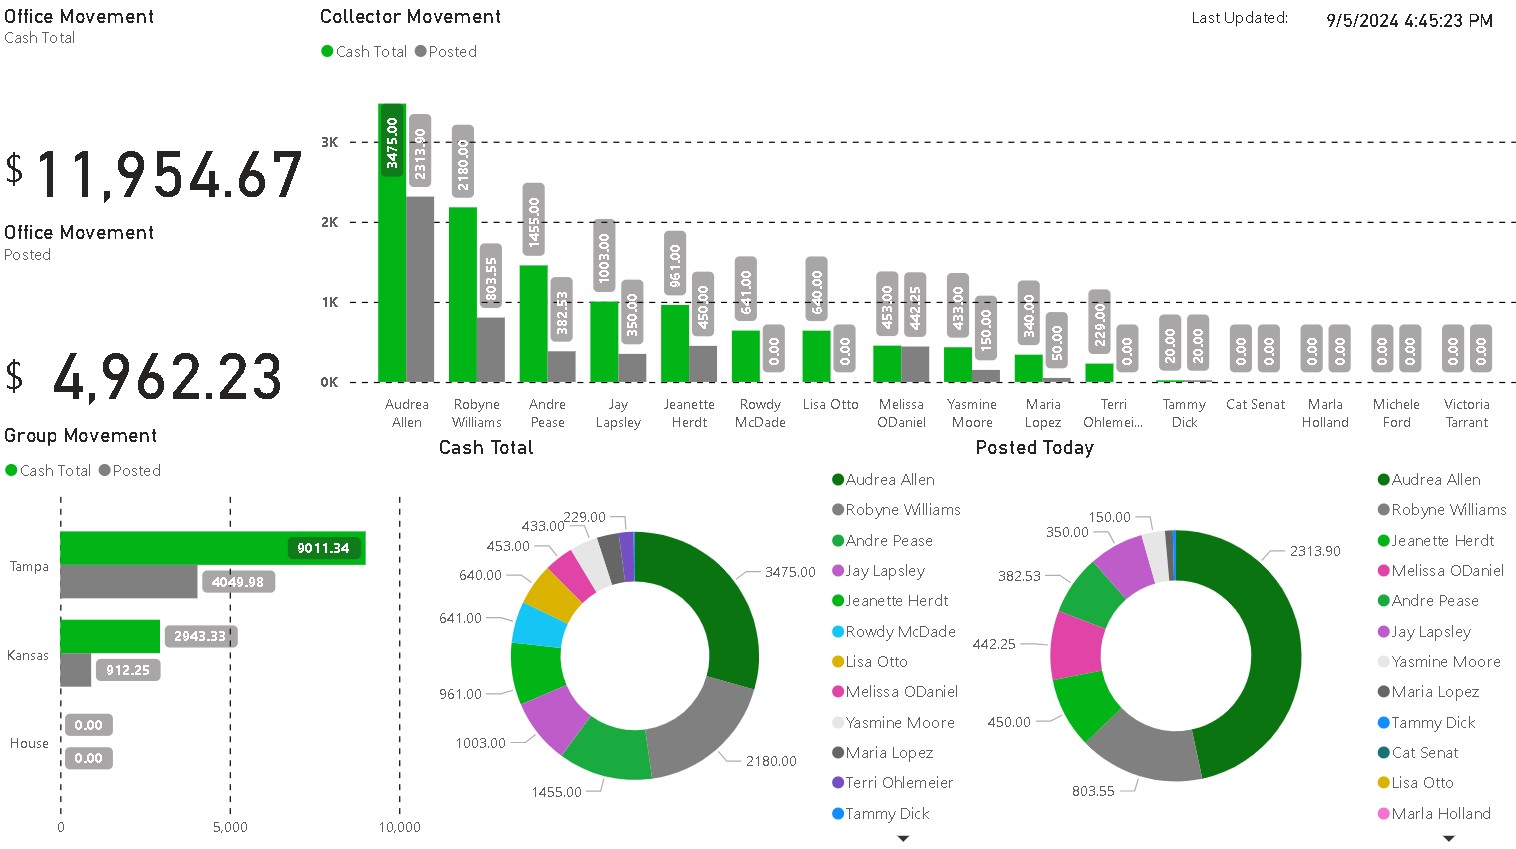 Office Movement
Cash Total
$ 11,954.67
Office Movement
Posted
$ 4,962.23
Collector Movement
Cash Total Posted
Last Updated: 9/5/2024 4:45:23 PM
3K
2K
1K
0K
3475.00
2313.90
2180.00
803.55
1455.00
382.53
1003.00
350.00
961.00
450.00
641.00
0.00
640.00
0.00
453.00
442.25
433.00
150.00
340.00
50.00
229.00
0.00
20.00
20.00
0.00
0.00
0.00
0.00
0.00
0.00
0.00
0.00
Audrea
Allen
Robyne
Williams
Andre
Pease
Jay
Lapsley
Jeanette
Herdt
Rowdy
McDade
Lisa Otto
Melissa
ODaniel
Yasmine
Moore
Maria
Lopez
Terri
Ohlemei...
Tammy
Dick
Cat Senat
Marla
Holland
Michele
Ford
Victoria
Tarrant
Group Movement
Cash Total Posted
Tampa
9011.34
4049.98
Kansas
2943.33
912.25
House
0.00
0.00
0
5,000
10,000
Cash Total
229.00
433.00
453.00
640.00
641.00
961.00
1003.00
1455.00
2180.00
3475.00
Audrea Allen
Robyne Williams
Andre Pease
Jay Lapsley
Jeanette Herdt
Rowdy McDade
Lisa Otto
Melissa ODaniel
Yasmine Moore
Maria Lopez
Terri Ohlemeier
Tammy Dick
Posted Today
150.00
350.00
382.53
442.25
450.00
803.55
2313.90
Audrea Allen
Robyne Williams
Jeanette Herdt
Melissa ODaniel
Andre Pease
Jay Lapsley
Yasmine Moore
Maria Lopez
Tammy Dick
Cat Senat
Lisa Otto
Marla Holland